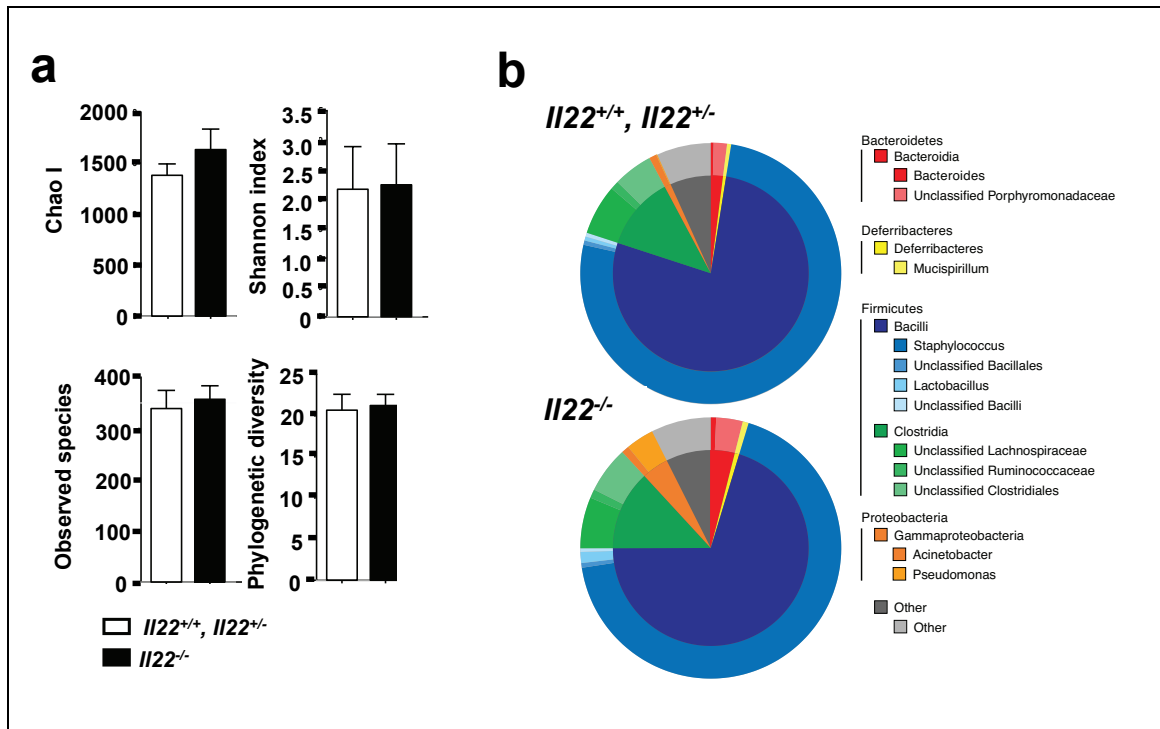 a
Chao I
2000
1500
1000
500
0
Shannon index
3.5
3.0
2.5
2.0
1.5
1.0
0.5
0
Observed species
400
300
200
100
0
Phylogenetic diversity
25
20
15
10
5
0
Il22+/+, Il22+/-
Il22-/-
b
Il22+/+, Il22+/-
Il22-/-
Bacteroidetes
Bacteroidia
Bacteroides
Unclassified Porphyromonadaceae
Deferribacteres
Deferribacteres
Mucispirillum
Firmicutes
Bacilli
Staphylococcus
Unclassified Bacillales
Lactobacillus
Unclassified Bacilli
Clostridia
Unclassified Lachnospiraceae
Unclassified Ruminococcaceae
Unclassified Clostridiales
Proteobacteria
Gammaproteobacteria
Acinetobacter
Pseudomonas
Other
Other